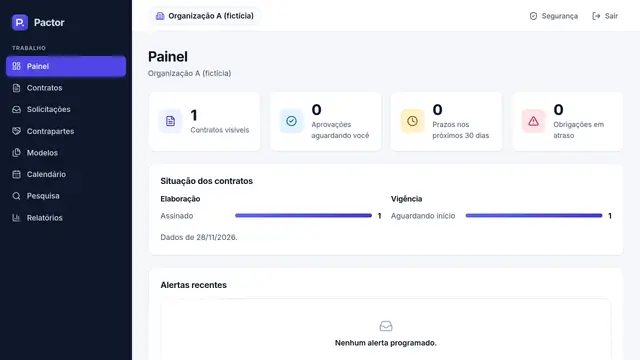 Pactor
Organização A (fictícia)
Segurança
Sair
TRABALHO
Painel
Contratos
Solicitações
Contrapartes
Modelos
Calendário
Pesquisa
Relatórios
Painel
Organização A (fictícia)
1
Contratos visíveis
0
Aprovações
aguardando você
0
Prazos nos
próximos 30 dias
0
Obrigações em
atraso
Situação dos contratos
Elaboração
Assinado 1
Vigência
Aguardando início 1
Dados de 28/11/2026.
Alertas recentes
Nenhum alerta programado.